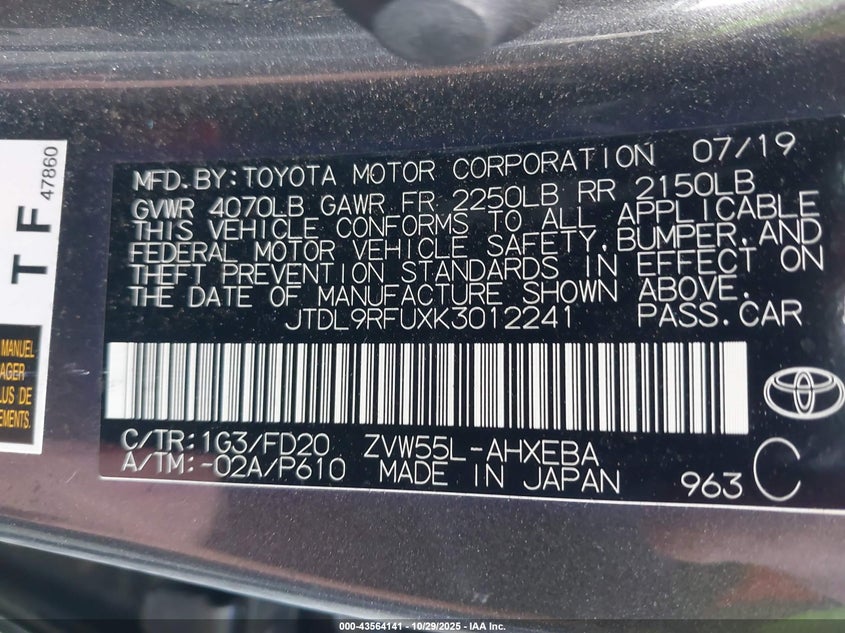 MFD.BY:TOYOTA MOTOR CORPORATION 07/19
GVWR 4070LB GAWR FR 2250LB RR 2150LB
THIS VEHICLE CONFORMS TO ALL APPLICABLE
FEDERAL MOTOR VEHICLE SAFETY,BUMPER,AND
THEFT PREVENTION STANDARDS IN EFFECT ON
THE DATE OF MANUFACTURE SHOWN ABOVE.
JTDL9RFUXK3012241 PASS.CAR
C/TR:1G3/FD20 ZVW55L-AHXEBA
A/TM:-02A/P610 MADE IN JAPAN 963 C
T F
47860
MANUEL
AGER
LUS DE
EMENTS.
000-43564141 | 10/29/2025 - IAA Inc.